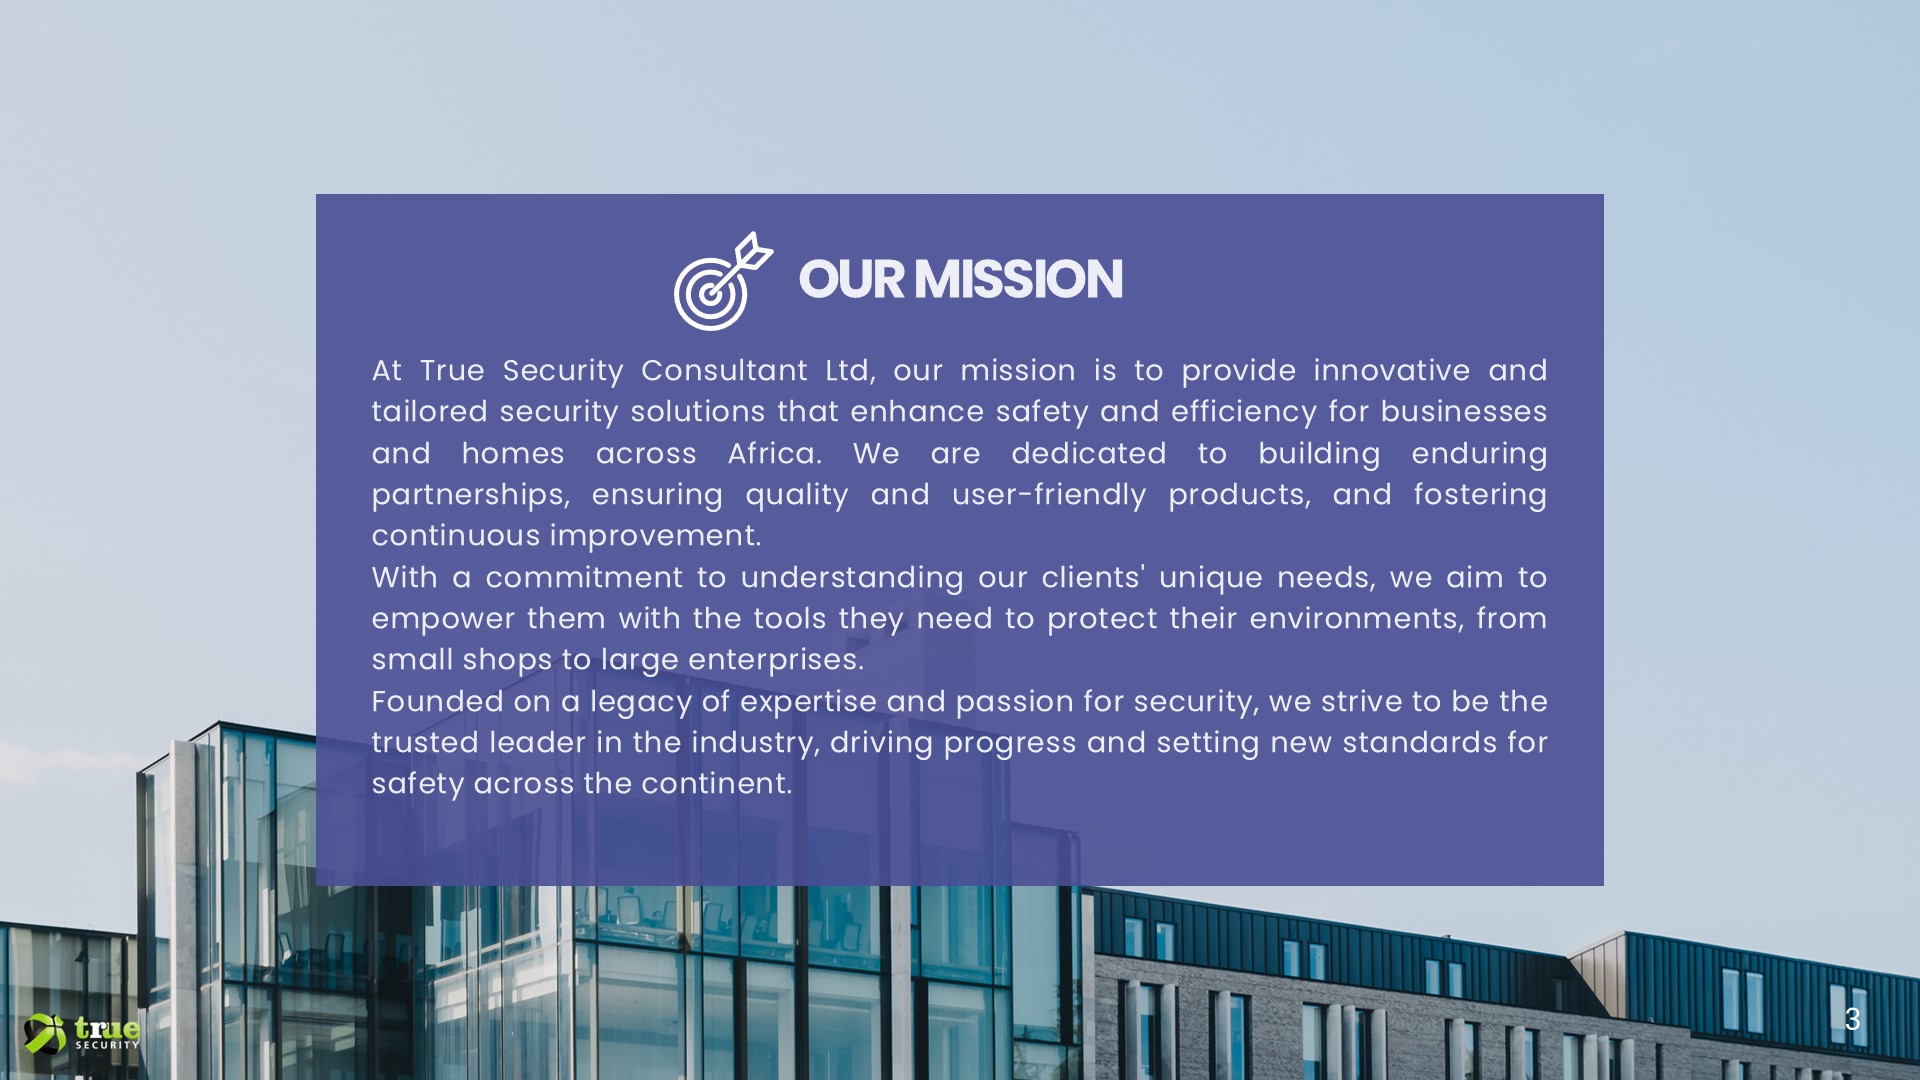 OUR MISSION
At True Security Consultant Ltd, our mission is to provide innovative and
tailored security solutions that enhance safety and efficiency for businesses
and homes across Africa. We are dedicated to building enduring
partnerships, ensuring quality and user-friendly products, and fostering
continuous improvement.
With a commitment to understanding our clients' unique needs, we aim to
empower them with the tools they need to protect their environments, from
small shops to large enterprises.
Founded on a legacy of expertise and passion for security, we strive to be the
trusted leader in the industry, driving progress and setting new standards for
safety across the continent.
true
SECURITY
3